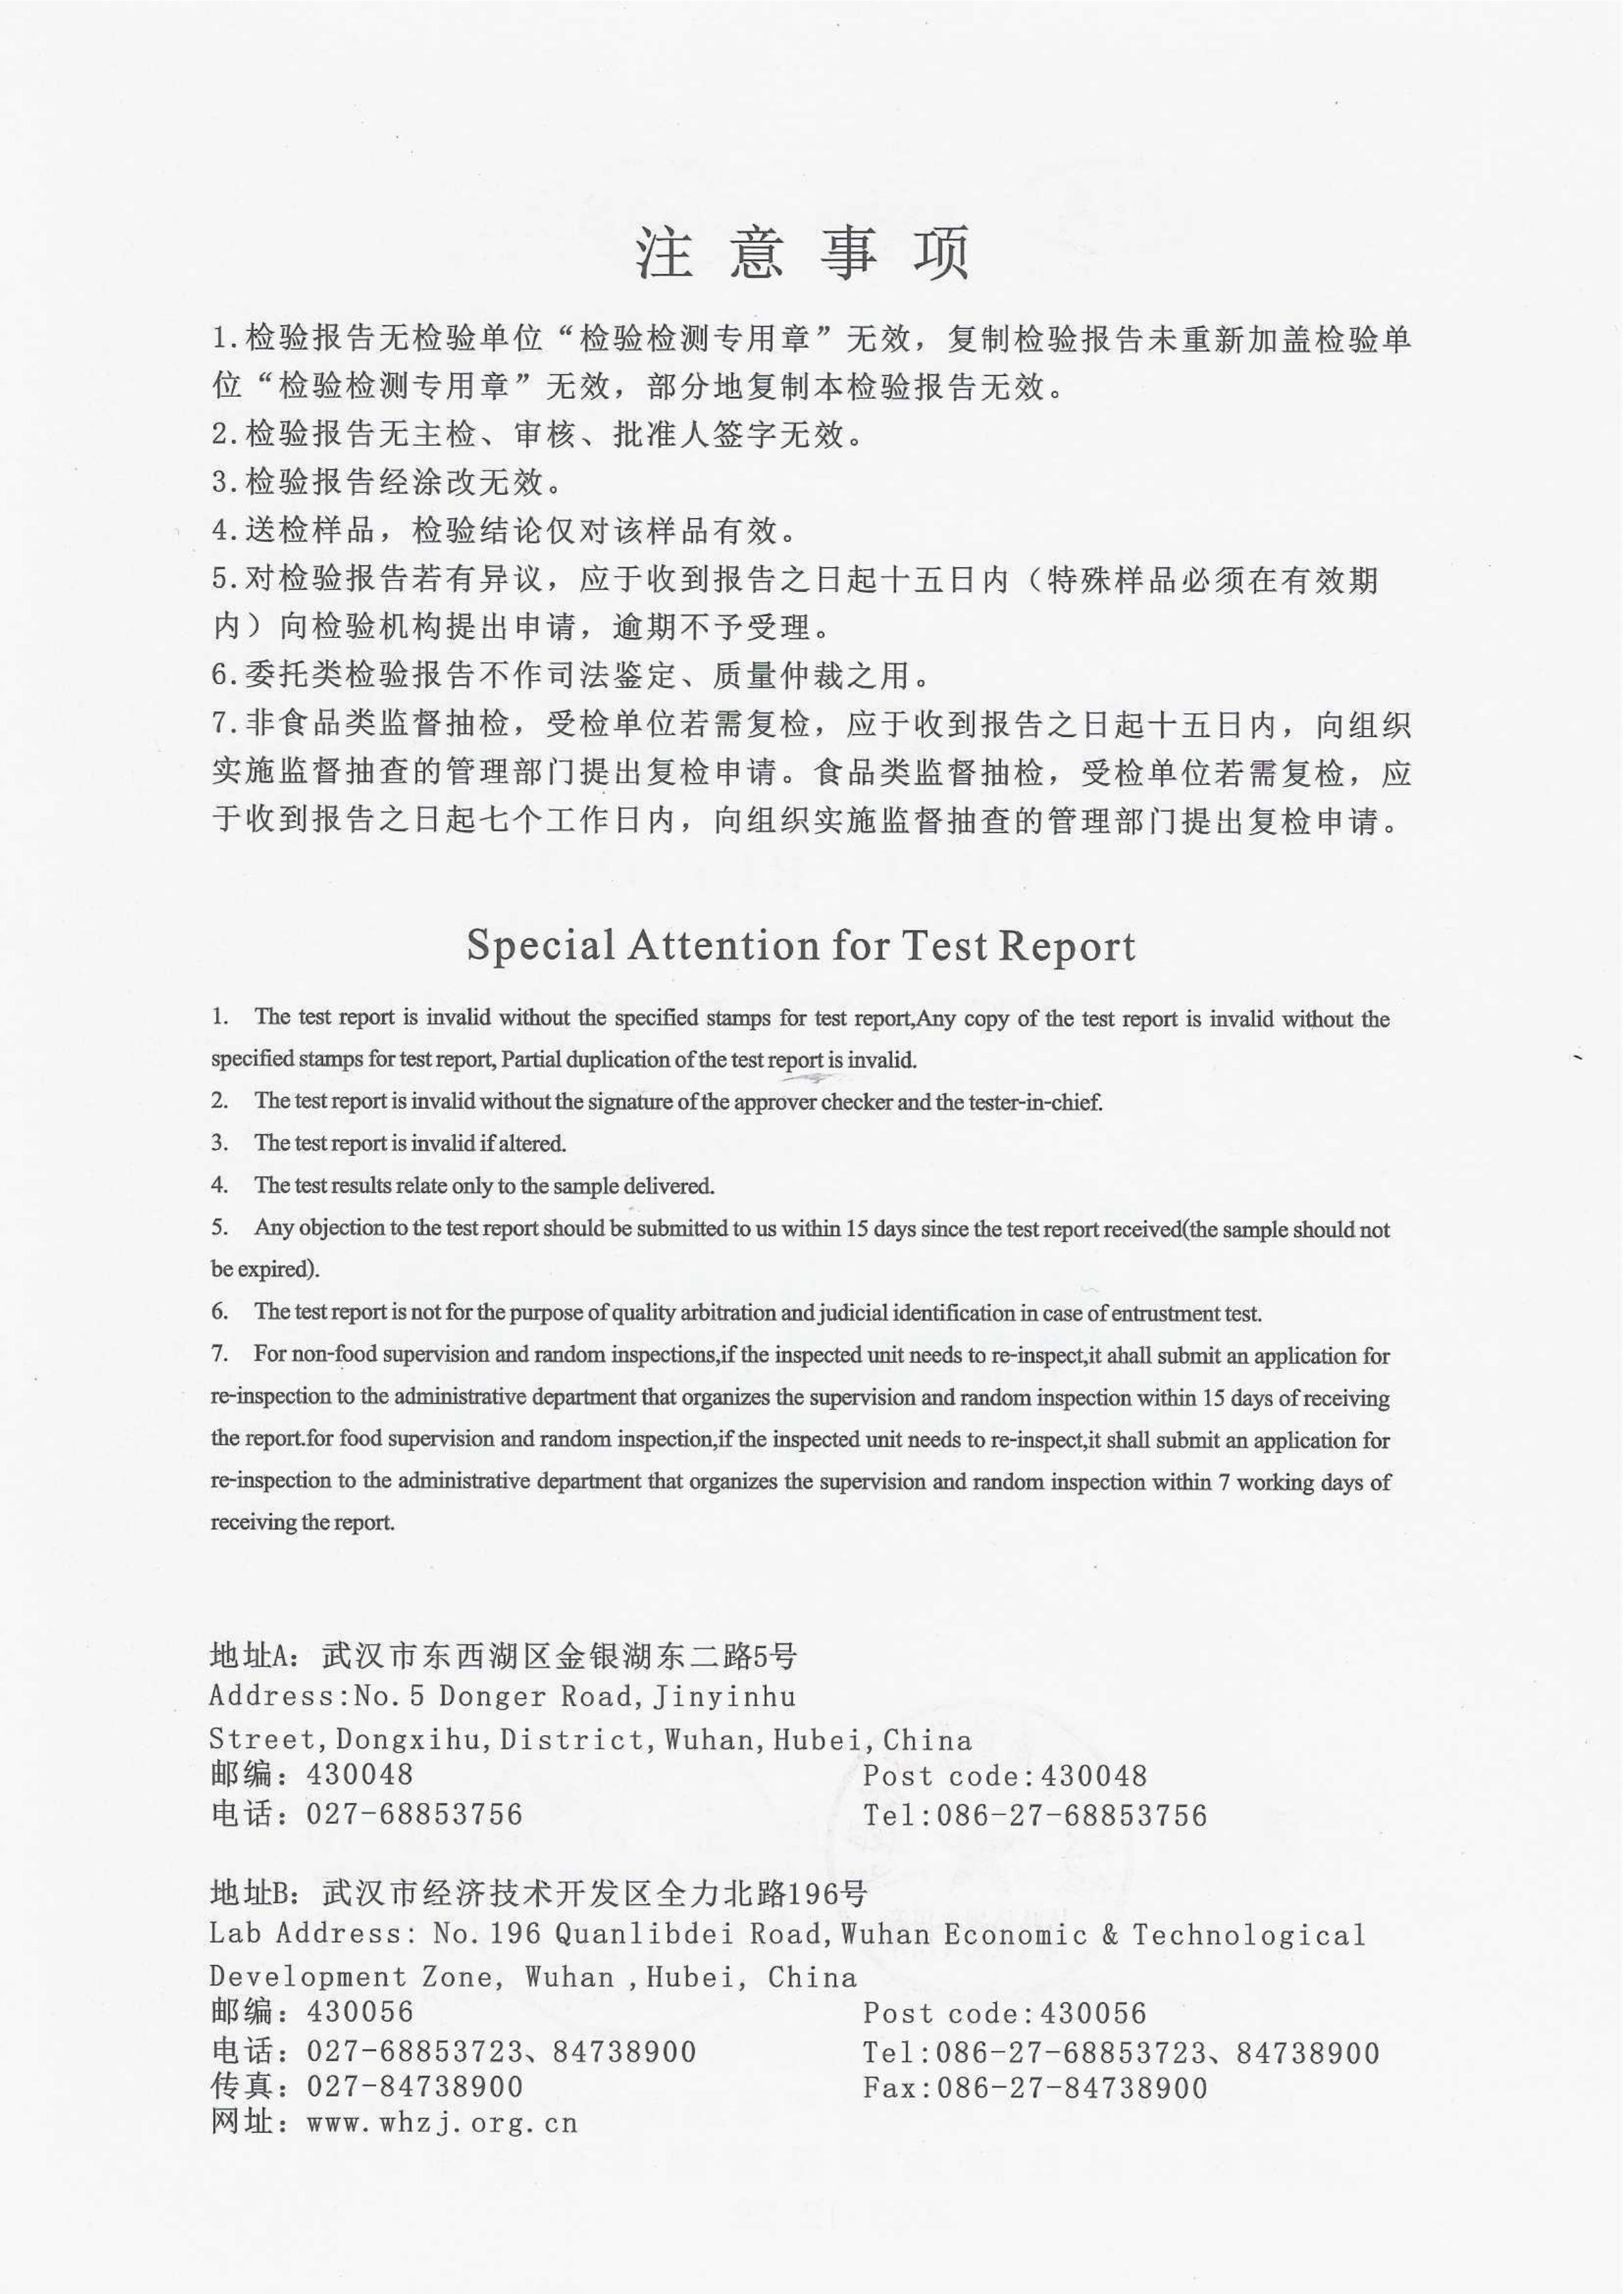 注意事项
1.检验报告无检验单位“检验检测专用章”无效，复制检验报告未重新加盖检验单
位“检验检测专用章”无效，部分地复制本检验报告无效。
2.检验报告无主检、审核、批准人签字无效。
3.检验报告经涂改无效。
4.送检样品，检验结论仅对该样品有效。
5.对检验报告若有异议，应于收到报告之日起十五日内（特殊样品必须在有效期
内）向检验机构提出申请，逾期不予受理。
6.委托类检验报告不作司法鉴定、质量仲裁之用。
7.非食品类监督抽检，受检单位若需复检，应于收到报告之日起十五日内，向组织
实施监督抽查的管理部门提出复检申请。食品类监督抽检，受检单位若需复检，应
于收到报告之日起七个工作日内，向组织实施监督抽查的管理部门提出复检申请。
Special Attention for Test Report
1. The test report is invalid without the specified stamps for test report,Any copy of the test report is invalid without the
specified stamps for test report, Partial duplication of the test report is invalid.
2. The test report is invalid without the signature of the approver checker and the tester-in-chief.
3. The test report is invalid if altered.
4. The test results relate only to the sample delivered.
5. Any objection to the test report should be submitted to us within 15 days since the test report received(the sample should not
be expired).
6. The test report is not for the purpose of quality arbitration and judicial identification in case of entrustment test.
7. For non-food supervision and random inspections,if the inspected unit needs to re-inspect,it ahall submit an application for
re-inspection to the administrative department that organizes the supervision and random inspection within 15 days of receiving
the report.for food supervision and random inspection,if the inspected unit needs to re-inspect,it shall submit an application for
re-inspection to the administrative department that organizes the supervision and random inspection within 7 working days of
receiving the report.
地址A：武汉市东西湖区金银湖东二路5号
Address:No.5 Donger Road,Jinyinhu
Street,Dongxihu,District,Wuhan,Hubei,China
邮编：430048 Post code:430048
电话：027-68853756 Tel:086-27-68853756
地址B：武汉市经济技术开发区全力北路196号
Lab Address: No.196 Quanlibdei Road,Wuhan Economic & Technological
Development Zone, Wuhan ,Hubei, China
邮编：430056 Post code:430056
电话：027-68853723、84738900 Tel:086-27-68853723、84738900
传真：027-84738900 Fax:086-27-84738900
网址：www.whzj.org.cn